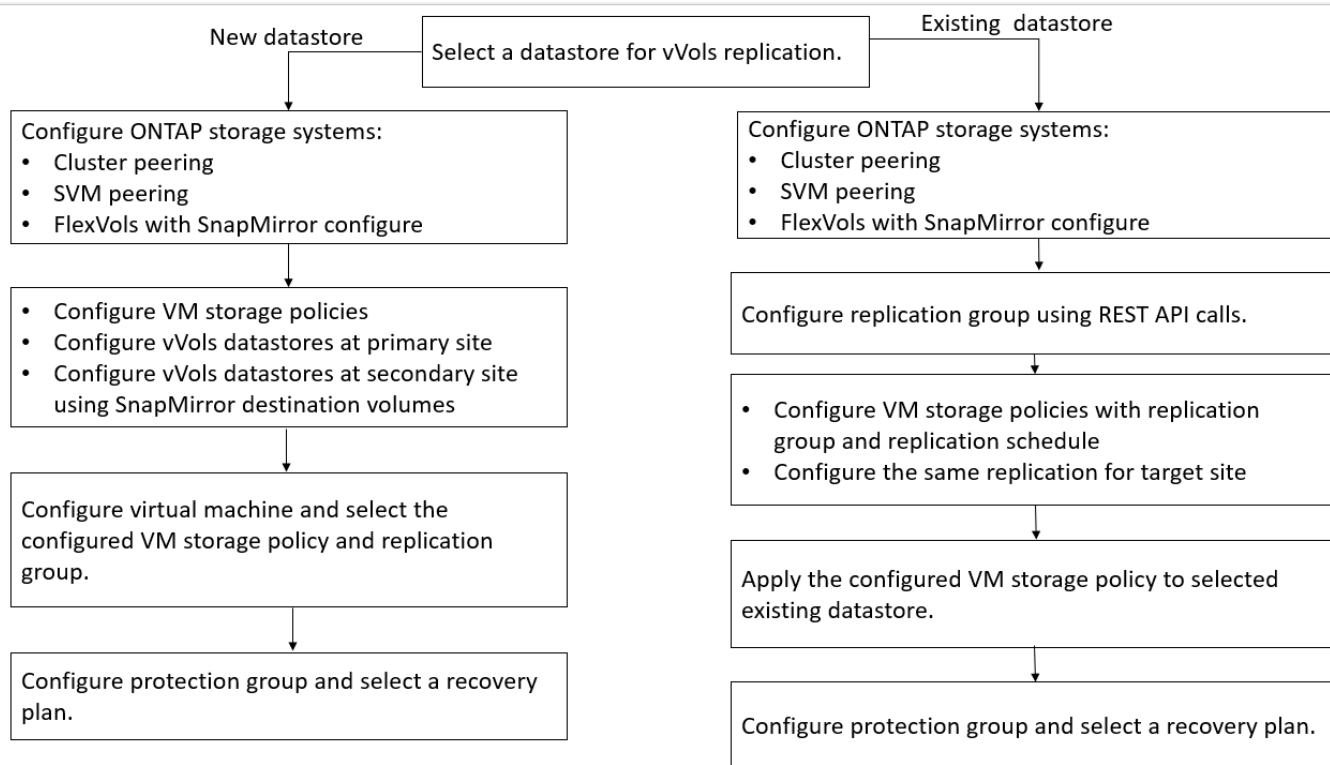 New datastore
Select a datastore for vVols replication.
Existing datastore
Configure ONTAP storage systems:
• Cluster peering
• SVM peering
• FlexVols with SnapMirror configure
• Configure VM storage policies
• Configure vVols datastores at primary site
• Configure vVols datastores at secondary site
using SnapMirror destination volumes
Configure virtual machine and select the
configured VM storage policy and replication
group.
Configure protection group and select a recovery
plan.
Configure ONTAP storage systems:
• Cluster peering
• SVM peering
• FlexVols with SnapMirror configure
Configure replication group using REST API calls.
• Configure VM storage policies with replication
group and replication schedule
• Configure the same replication for target site
Apply the configured VM storage policy to selected
existing datastore.
Configure protection group and select a recovery plan.